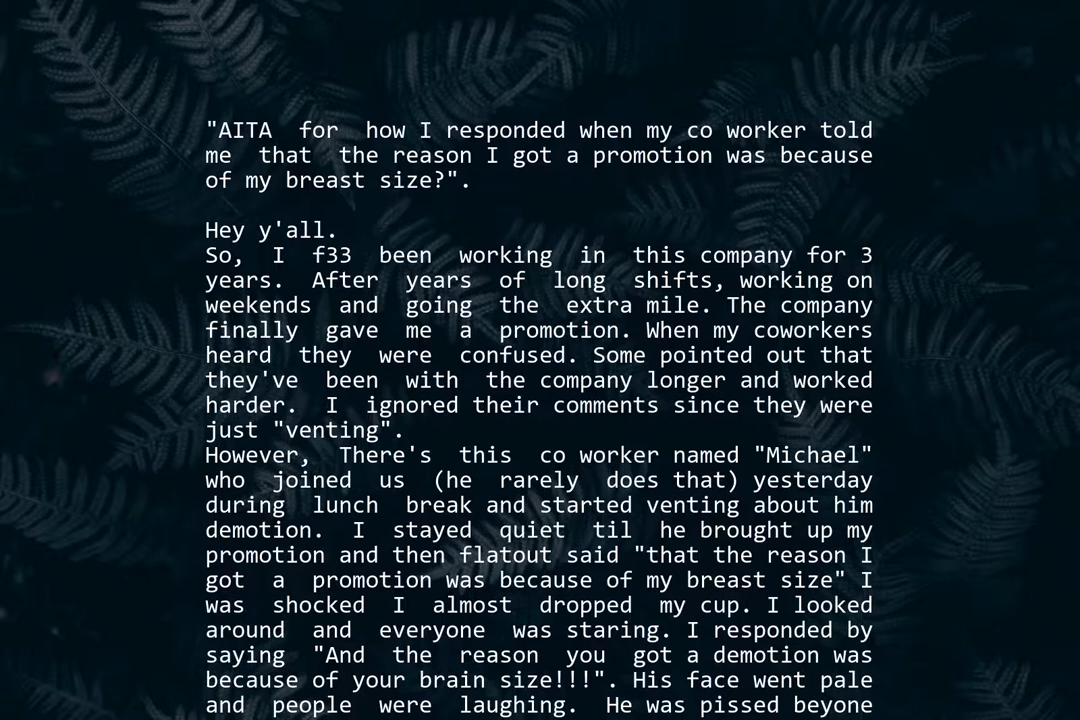 "AITA for how I responded when my co worker told
me that the reason I got a promotion was because
of my breast size?".
Hey y'all.
So, I f33 been working in this company for 3
years. After years of long shifts, working on
weekends and going the extra mile. The company
finally gave me a promotion. When my coworkers
heard they were confused. Some pointed out that
they've been with the company longer and worked
harder. I ignored their comments since they were
just "venting".
However, There's this co worker named "Michael"
who joined us (he rarely does that) yesterday
during lunch break and started venting about him
demotion. I stayed quiet til he brought up my
promotion and then flatout said "that the reason I
got a promotion was because of my breast size" I
was shocked I almost dropped my cup. I looked
around and everyone was staring. I responded by
saying "And the reason you got a demotion was
because of your brain size!!!". His face went pale
and people were laughing. He was pissed beyone